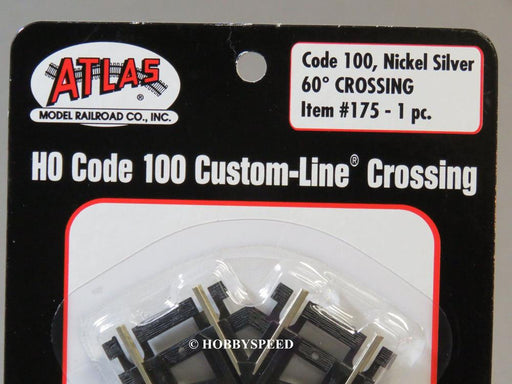 ATLAS®
MODEL RAILROAD CO., INC.
Code 100, Nickel Silver
60° CROSSING
Item #175 - 1 pc.
HO Code 100 Custom-Line® Crossing
© HOBBYSPEED